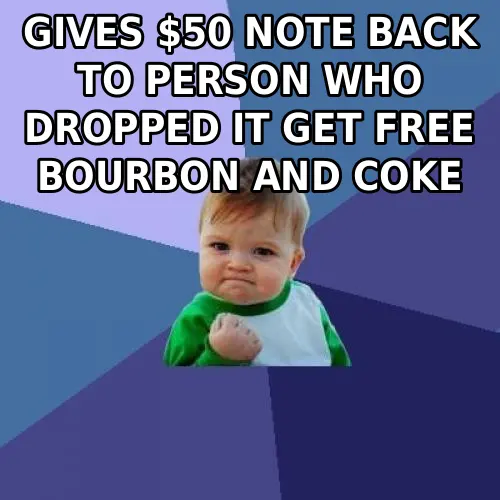 GIVES $50 NOTE BACK
TO PERSON WHO
DROPPED IT GET FREE
BOURBON AND COKE